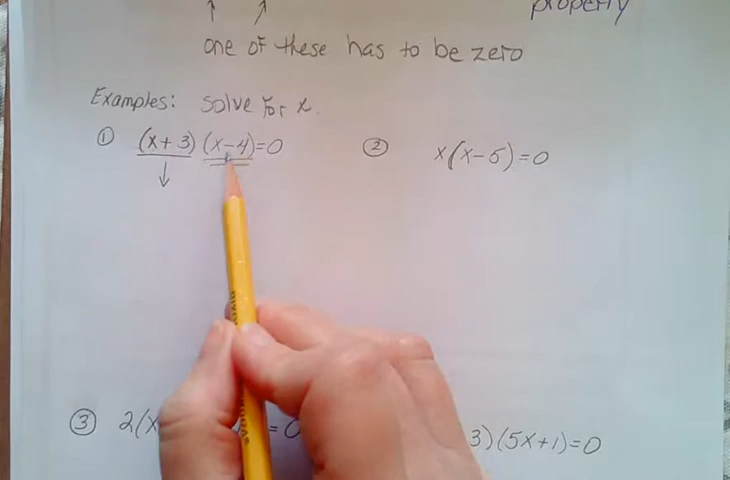 property
one of these has to be zero
Examples: Solve for x.
① (x + 3)(x - 4) = 0
② x(x - 5) = 0
③ 2(x = 0
3)(5x + 1) = 0